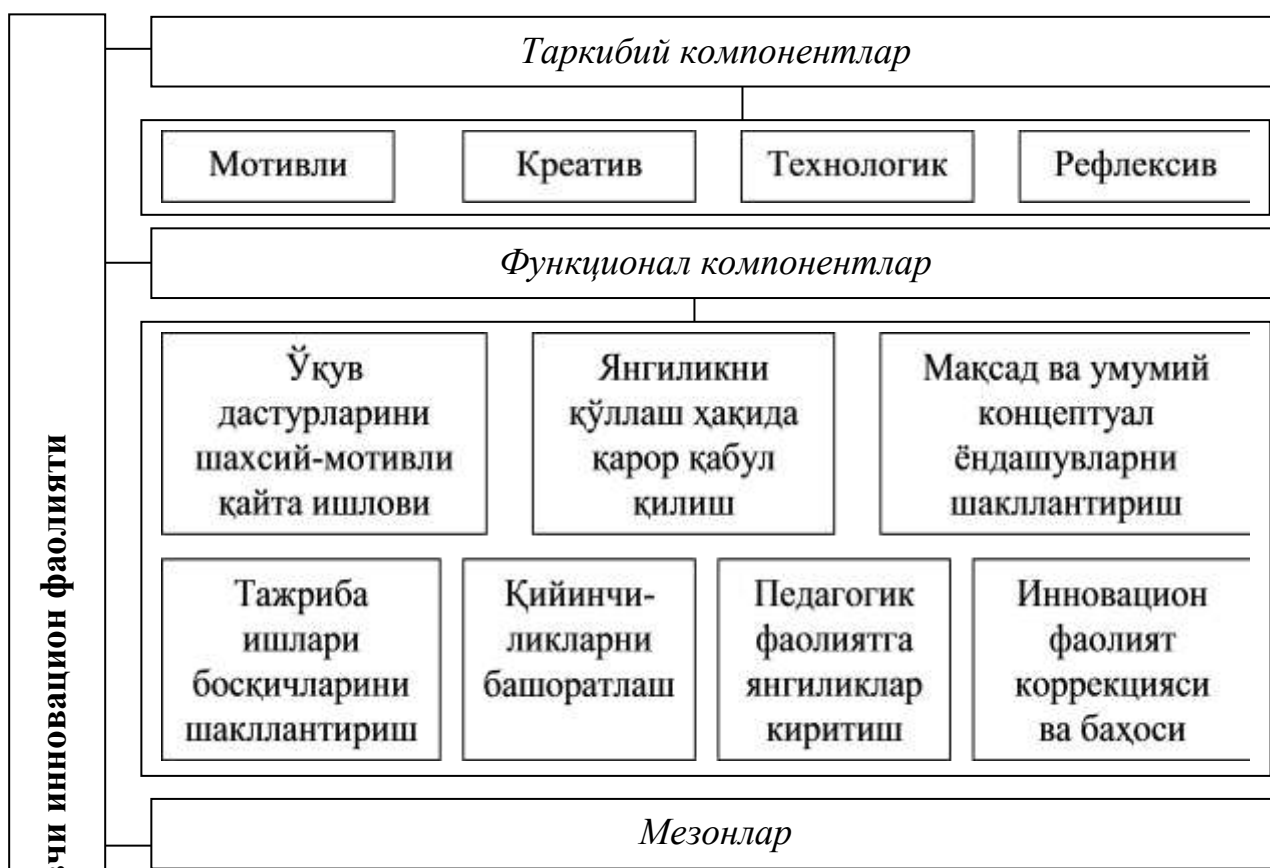 Таркибий компонентлар
Мотивли
Креатив
Технологик
Рефлексив
Функционал компонентлар
Ўқув
дастурларини
шахсий-мотивли
қайта ишлови
Янгиликни
қўллаш ҳақида
қарор қабул
қилиш
Мақсад ва умумий
концептуал
ёндашувларни
шакллантириш
Тажриба
ишлари
босқичларини
шакллантириш
Қийинчи-
ликларни
башоратлаш
Педагогик
фаолиятга
янгиликлар
киритиш
Инновацион
фаолият
коррекцияси
ва баҳоси
Мезонлар
инновацион фаолияти